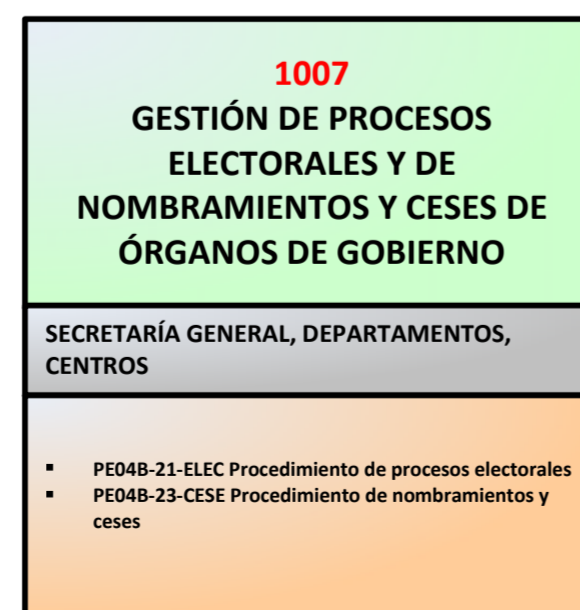 1007
GESTIÓN DE PROCESOS
ELECTORALES Y DE
NOMBRAMIENTOS Y CESES DE
ÓRGANOS DE GOBIERNO
SECRETARÍA GENERAL, DEPARTAMENTOS,
CENTROS
▪ PE04B-21-ELEC Procedimiento de procesos electorales
▪ PE04B-23-CESE Procedimiento de nombramientos y
ceses